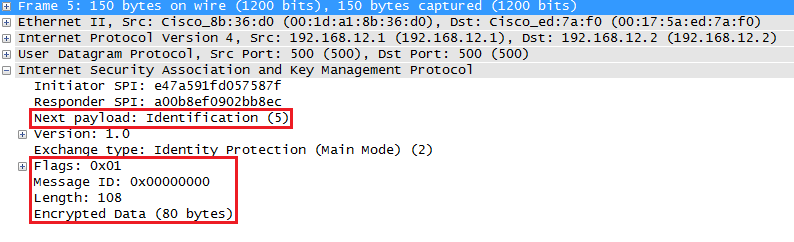 Frame 5: 150 bytes on wire (1200 bits), 150 bytes captured (1200 bits)
Ethernet II, Src: Cisco_8b:36:d0 (00:1d:a1:8b:36:d0), Dst: Cisco_ed:7a:f0 (00:17:5a:ed:7a:f0)
Internet Protocol Version 4, Src: 192.168.12.1 (192.168.12.1), Dst: 192.168.12.2 (192.168.12.2)
User Datagram Protocol, Src Port: 500 (500), Dst Port: 500 (500)
Internet Security Association and Key Management Protocol
Initiator SPI: e47a591fd057587f
Responder SPI: a00b8ef0902bb8ec
Next payload: Identification (5)
Version: 1.0
Exchange type: Identity Protection (Main Mode) (2)
Flags: 0x01
Message ID: 0x00000000
Length: 108
Encrypted Data (80 bytes)